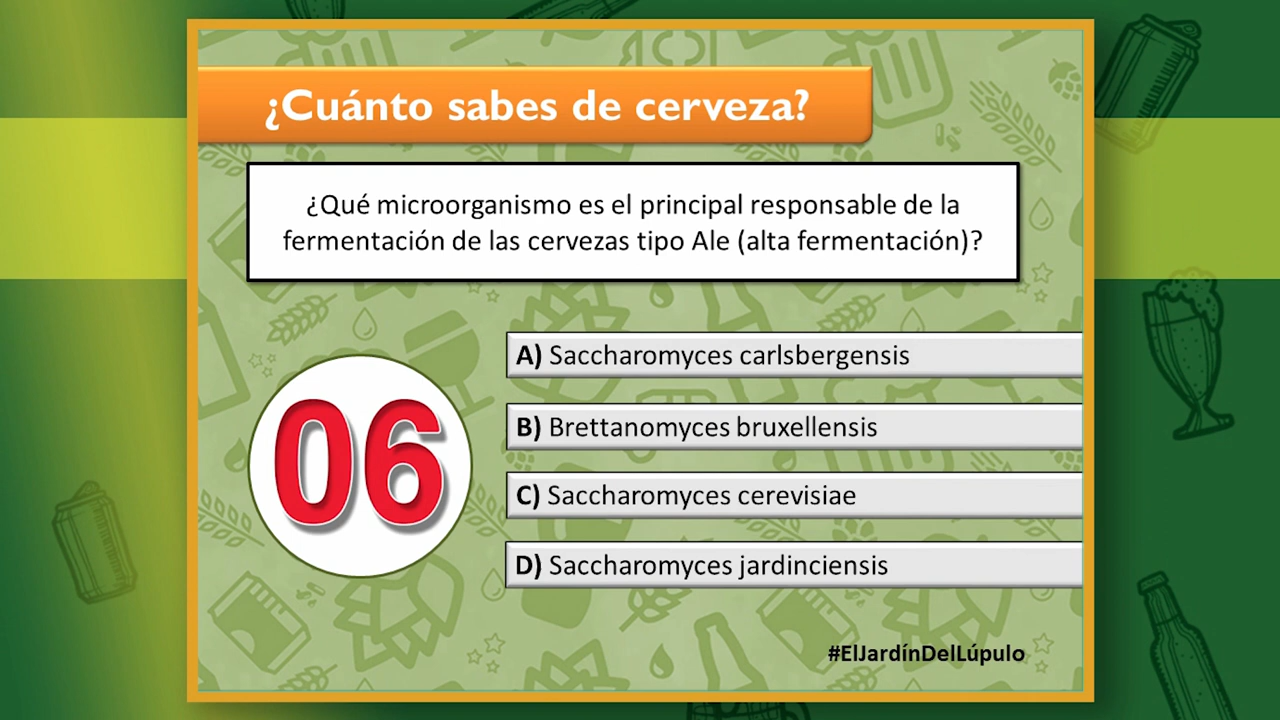 ¿Cuánto sabes de cerveza?
¿Qué microorganismo es el principal responsable de la
fermentación de las cervezas tipo Ale (alta fermentación)?
06
A) Saccharomyces carlsbergensis
B) Brettanomyces bruxellensis
C) Saccharomyces cerevisiae
D) Saccharomyces jardinciensis
#ElJardínDelLúpulo